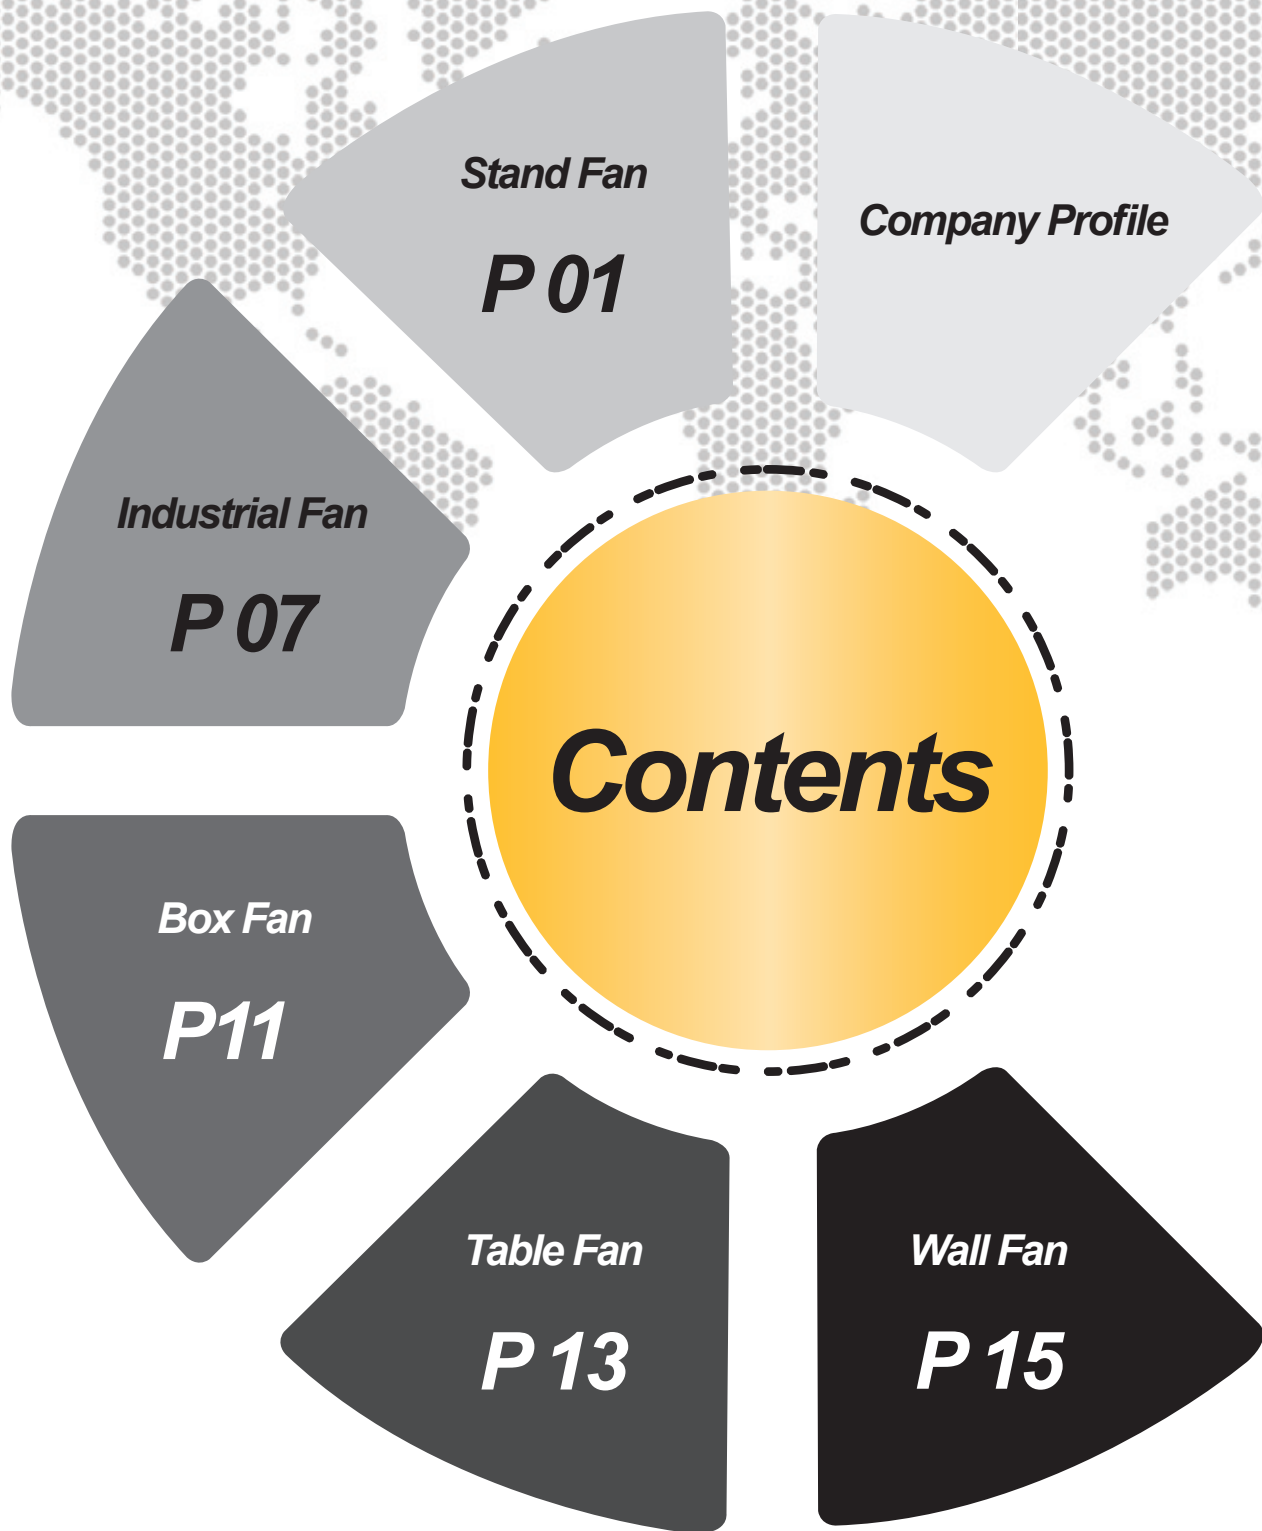 Company Profile
Stand Fan
P 01
Industrial Fan
P 07
Contents
Box Fan
P11
Table Fan
P 13
Wall Fan
P 15